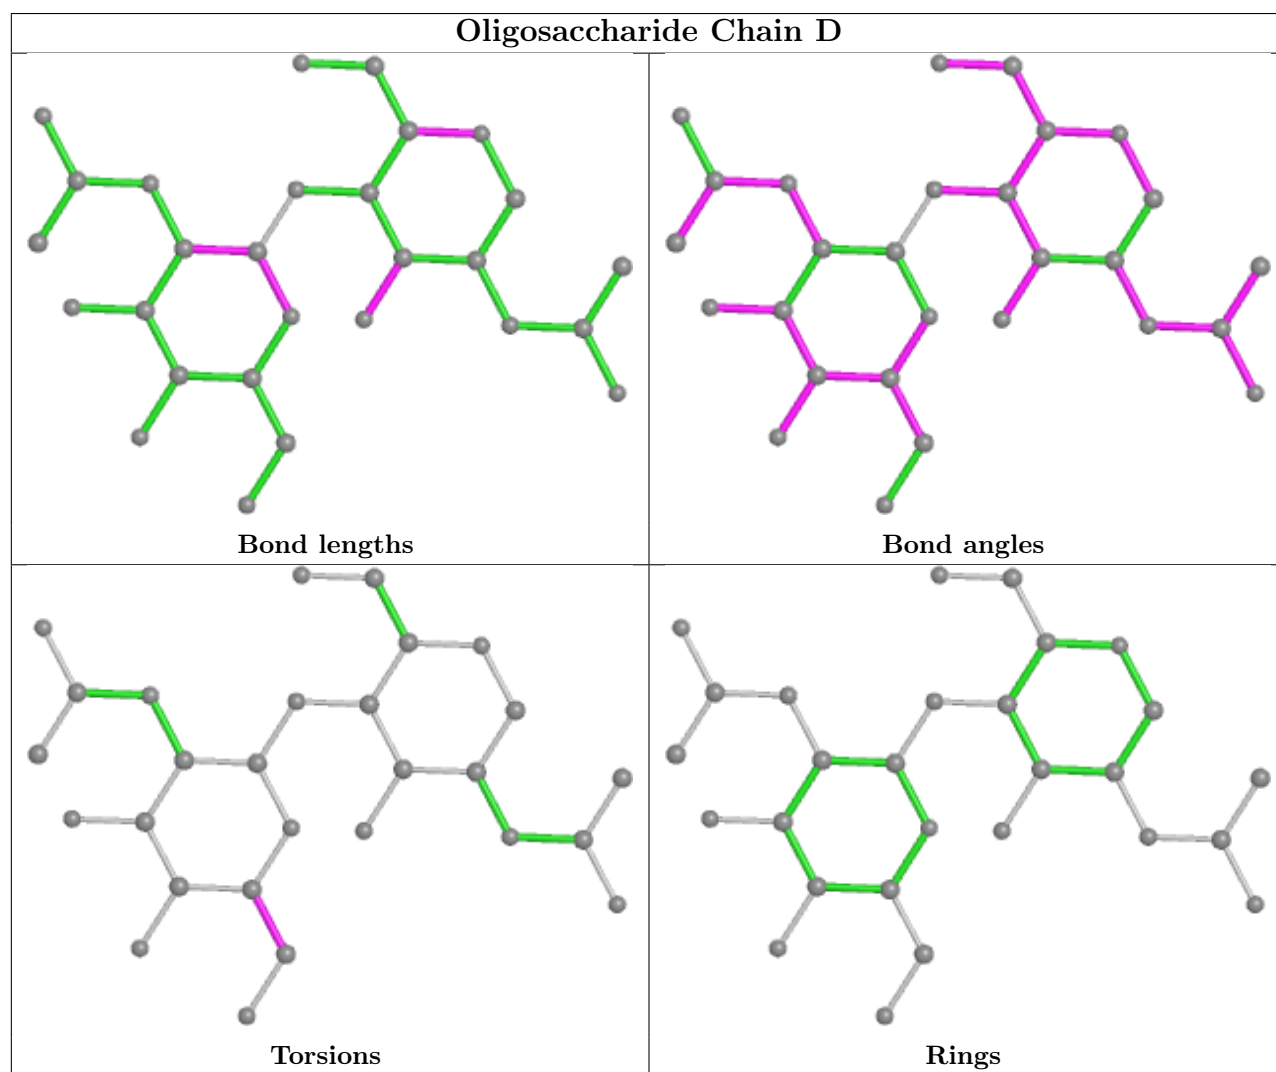 Oligosaccharide Chain D
Bond lengths
Bond angles
Torsions
Rings